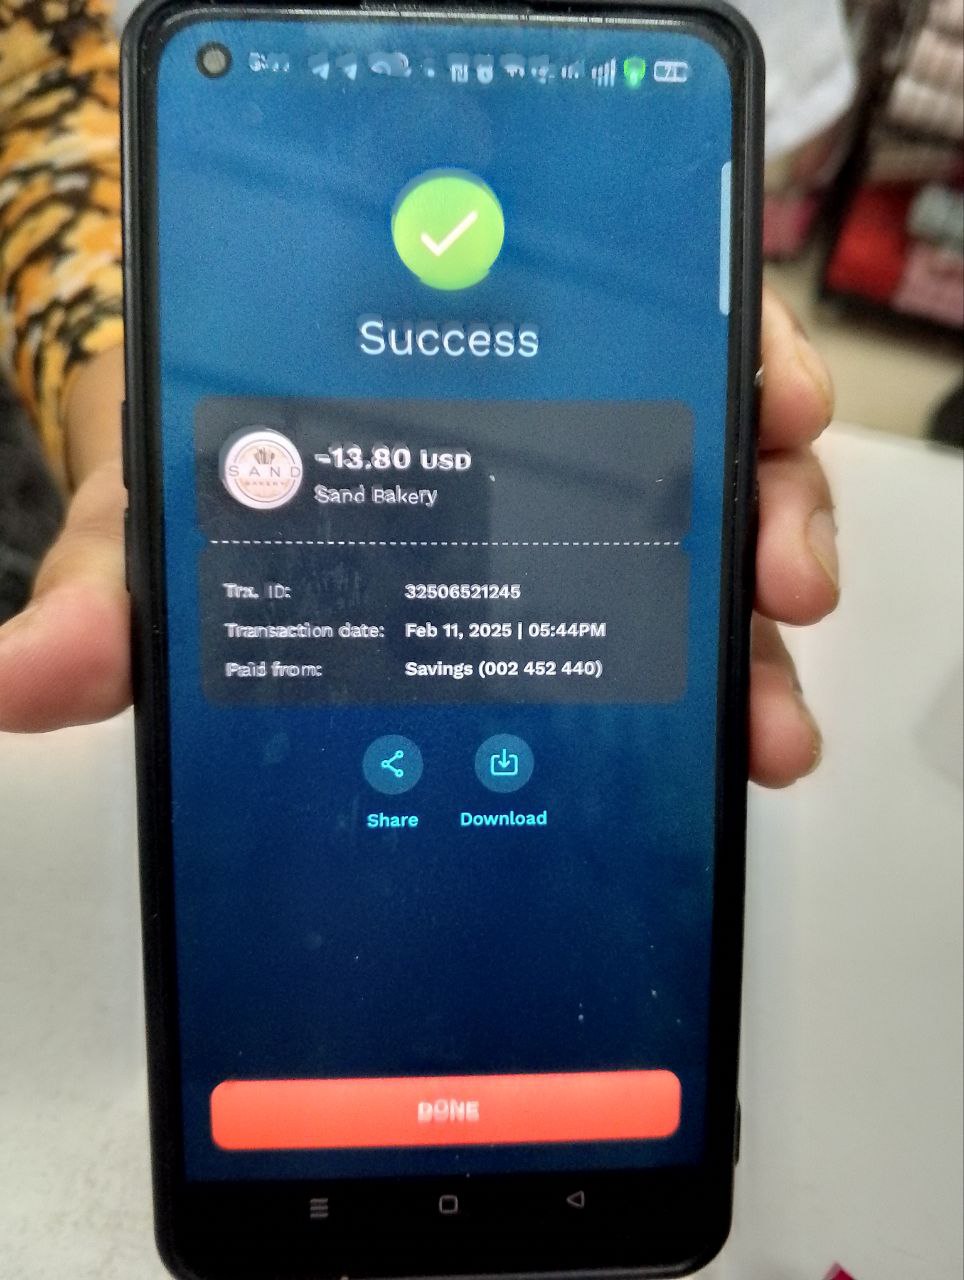 Success
S A N D
BAKERY
-13.80 USD
Sand Bakery
Trx. ID: 32506521245
Transaction date: Feb 11, 2025 | 05:44PM
Paid from: Savings (002 452 440)
Share Download
DONE